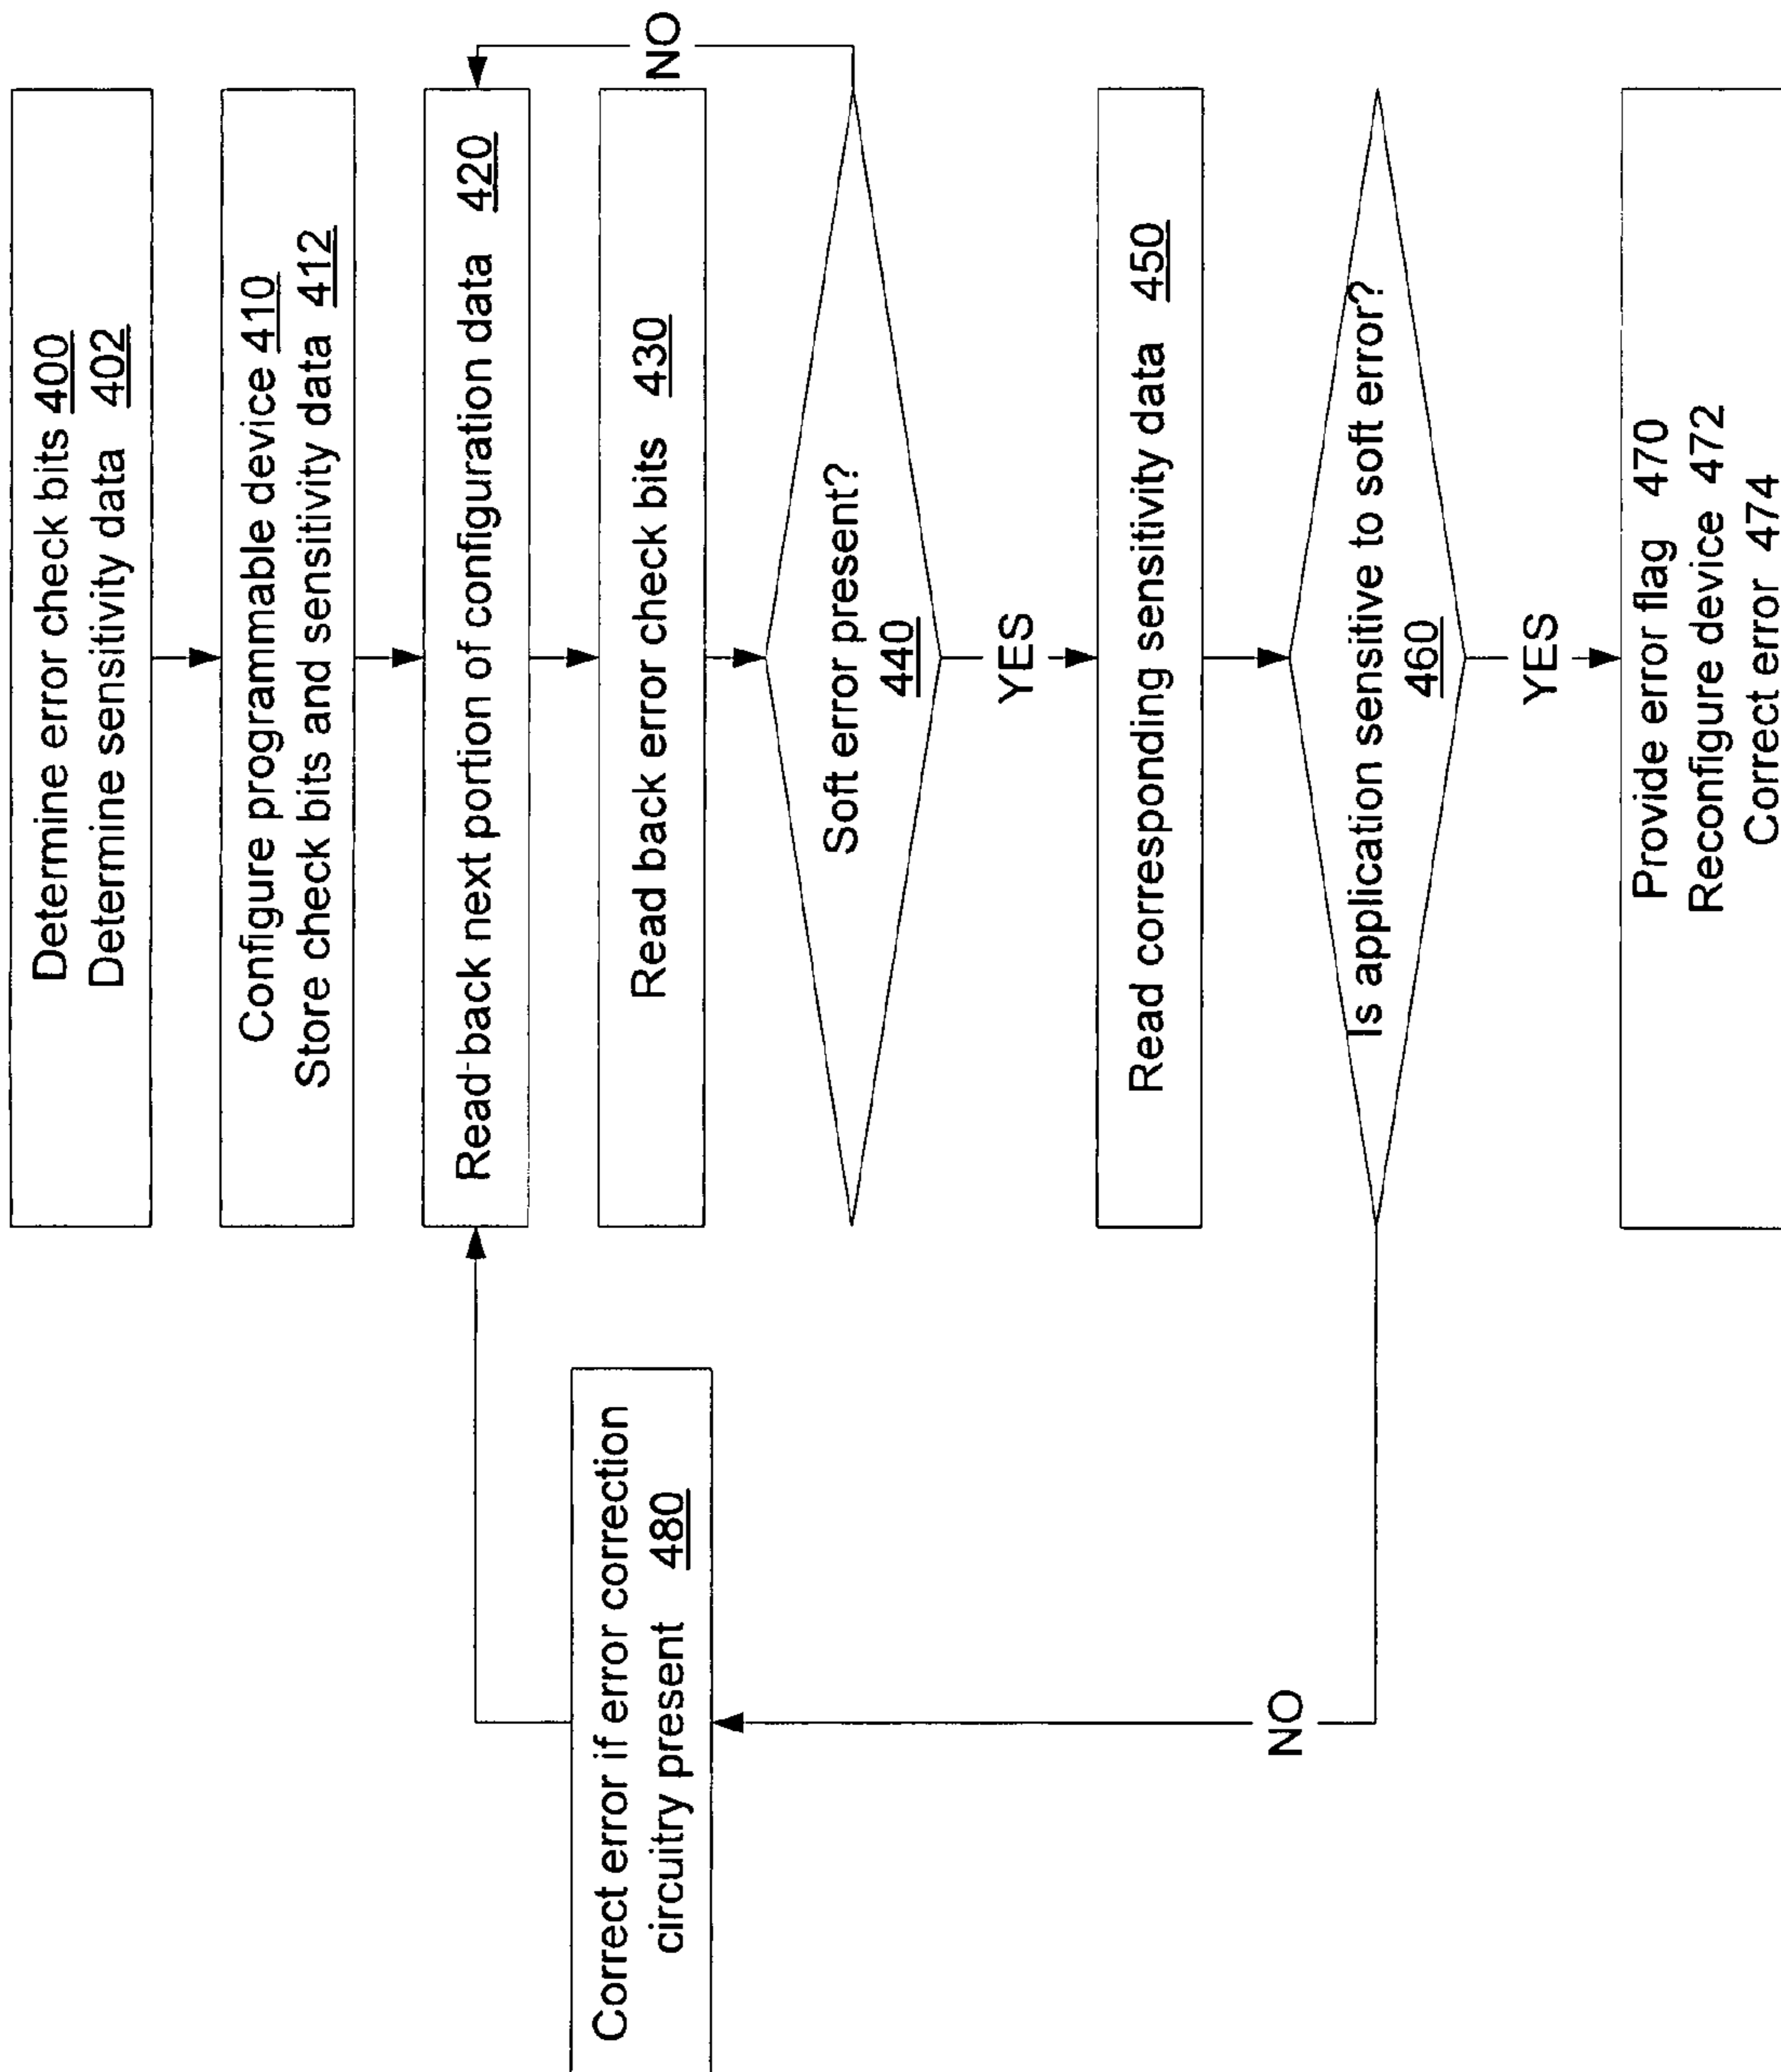 Determine error check bits 400
Determine sensitivity data 402
Configure programmable device 410
Store check bits and sensitivity data 412
Read-back next portion of configuration data 420
Read back error check bits 430
Soft error present?
440
NO
YES
Read corresponding sensitivity data 450
Is application sensitive to soft error?
460
NO
YES
Correct error if error correction
circuitry present 480
Provide error flag 470
Reconfigure device 472
Correct error 474